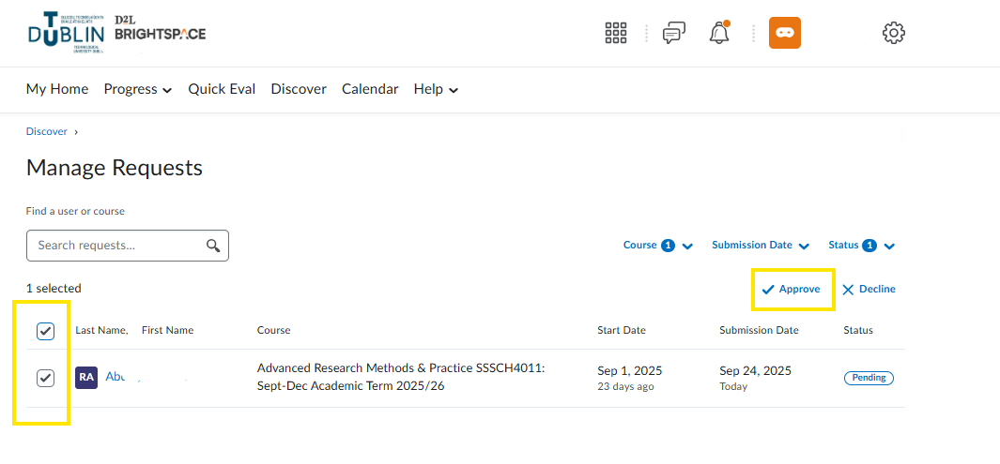 DUBLIN
TECHNOLOGICAL
UNIVERSITY DUBLIN
D2L
BRIGHTSPACE
My Home Progress Quick Eval Discover Calendar Help
Discover ›
Manage Requests
Find a user or course
Search requests...
Course 1 Submission Date Status 1
1 selected
Approve Decline
Last Name, First Name Course Start Date Submission Date Status
RA Abu Advanced Research Methods & Practice SSSCH4011: Sep 1, 2025 Sep 24, 2025 Pending
Sept-Dec Academic Term 2025/26 23 days ago Today